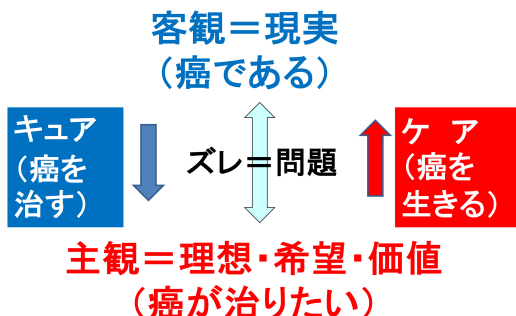 客観＝現実
（癌である）
キュア
（癌を
治す）
ズレ＝問題
ケ ア
（癌を
生きる）
主観＝理想・希望・価値
（癌が治りたい）